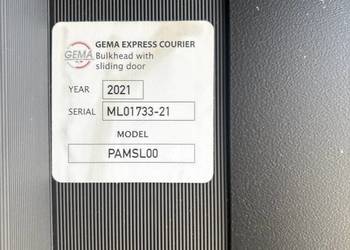 GEMA
GEMA EXPRESS COURIER
Bulkhead with
sliding door
YEAR 2021
SERIAL ML01733-21
MODEL
PAMSL00